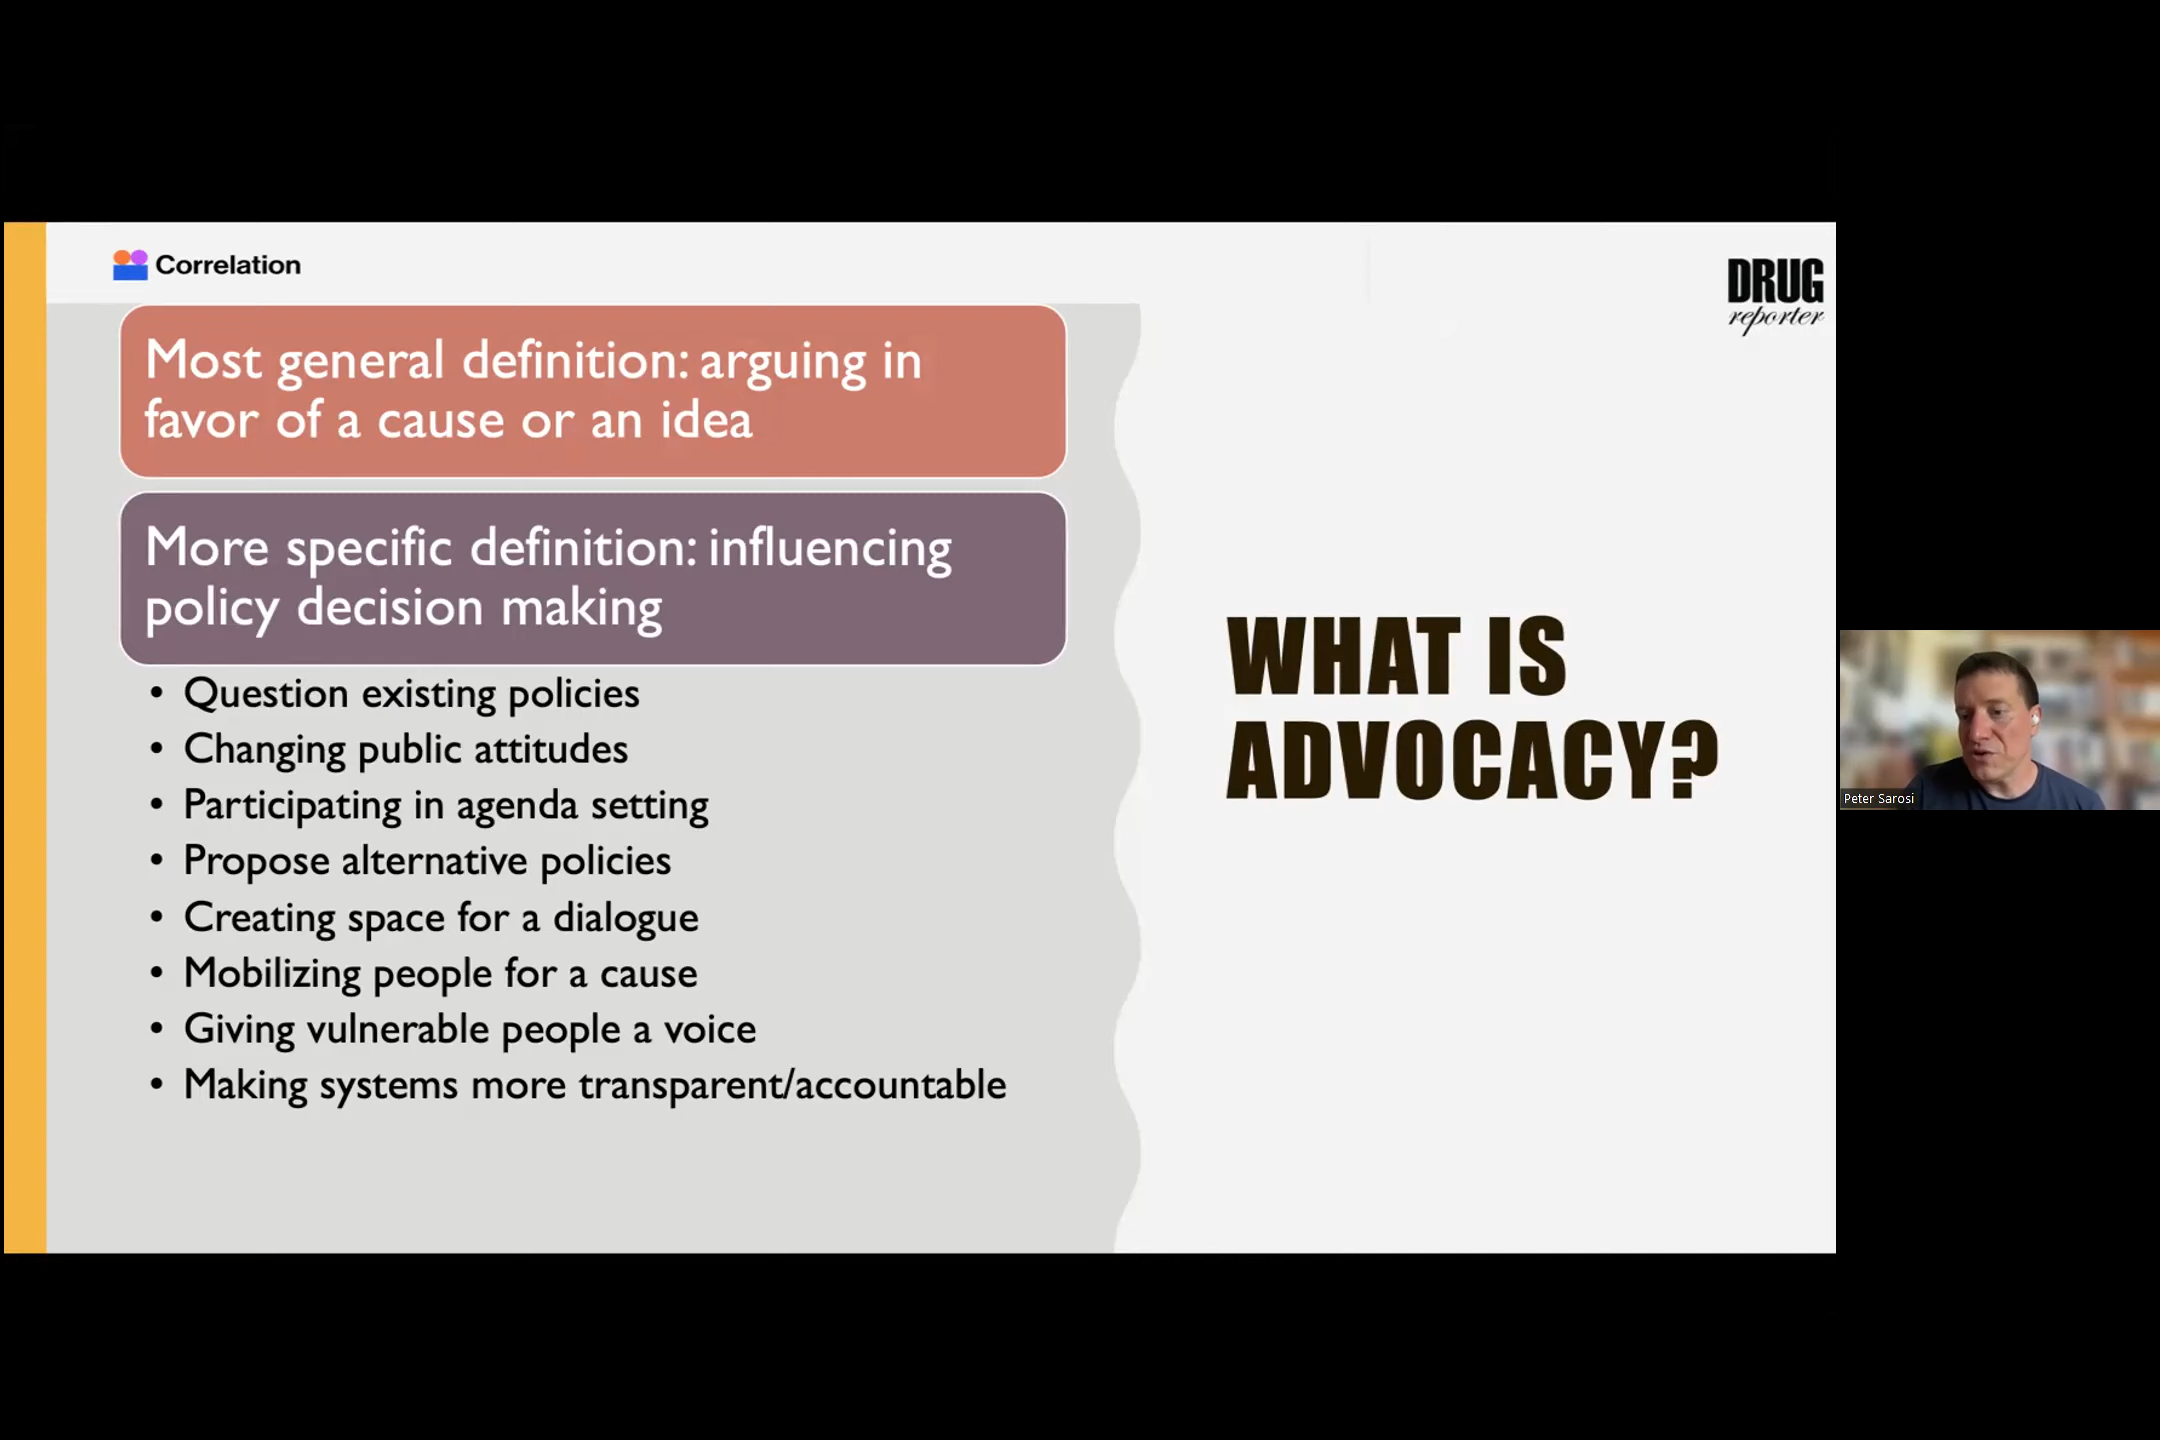 Correlation
DRUG
reporter
Most general definition: arguing in
favor of a cause or an idea
More specific definition: influencing
policy decision making
• Question existing policies
• Changing public attitudes
• Participating in agenda setting
• Propose alternative policies
• Creating space for a dialogue
• Mobilizing people for a cause
• Giving vulnerable people a voice
• Making systems more transparent/accountable
WHAT IS
ADVOCACY?
Peter Sarosi